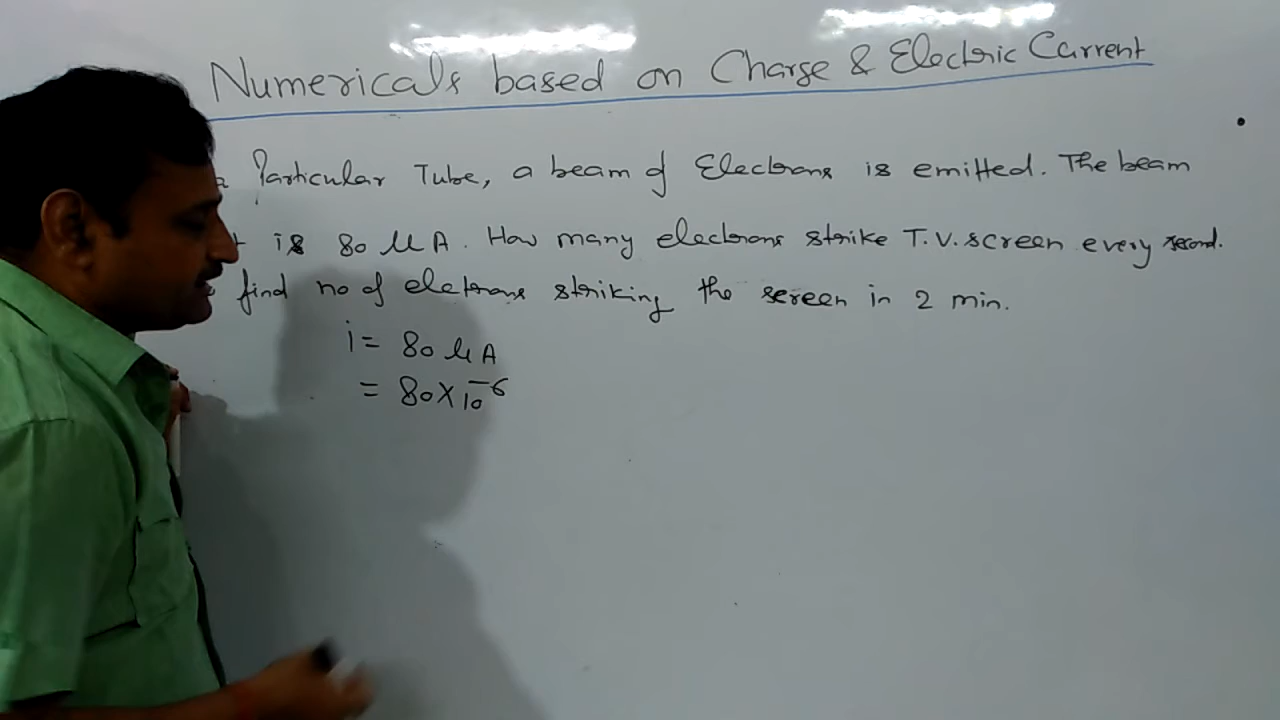 Numericals based on Charge & Electric Current
Particular Tube, a beam of Electrons is emitted. The beam
is 80 μA. How many electrons strike T.V. screen every second.
find no of electrons striking the screen in 2 min.
i = 80 μA
= 80 × 10⁻⁶